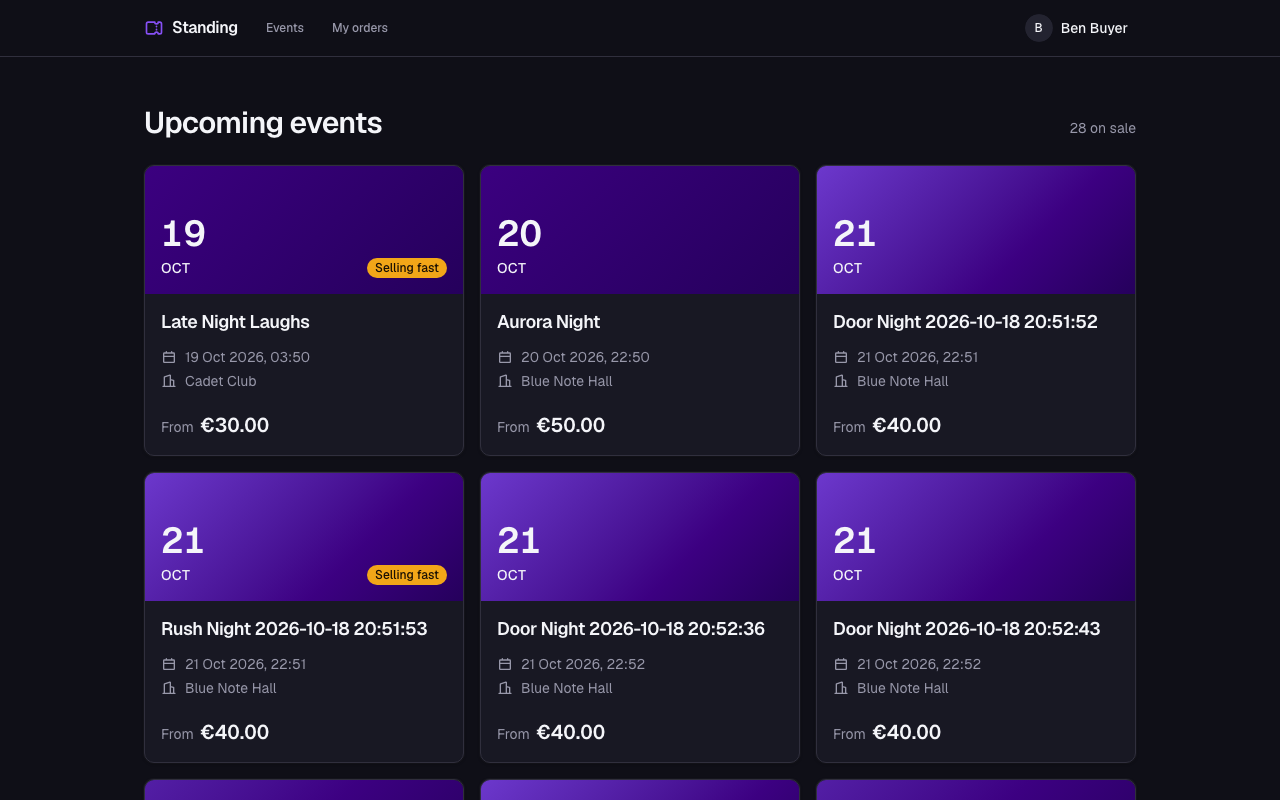 Standing
Events
My orders
B
Ben Buyer
Upcoming events
28 on sale
19
OCT
Selling fast
Late Night Laughs
19 Oct 2026, 03:50
Cadet Club
From €30.00
20
OCT
Aurora Night
20 Oct 2026, 22:50
Blue Note Hall
From €50.00
21
OCT
Door Night 2026-10-18 20:51:52
21 Oct 2026, 22:51
Blue Note Hall
From €40.00
21
OCT
Selling fast
Rush Night 2026-10-18 20:51:53
21 Oct 2026, 22:51
Blue Note Hall
From €40.00
21
OCT
Door Night 2026-10-18 20:52:36
21 Oct 2026, 22:52
Blue Note Hall
From €40.00
21
OCT
Door Night 2026-10-18 20:52:43
21 Oct 2026, 22:52
Blue Note Hall
From €40.00